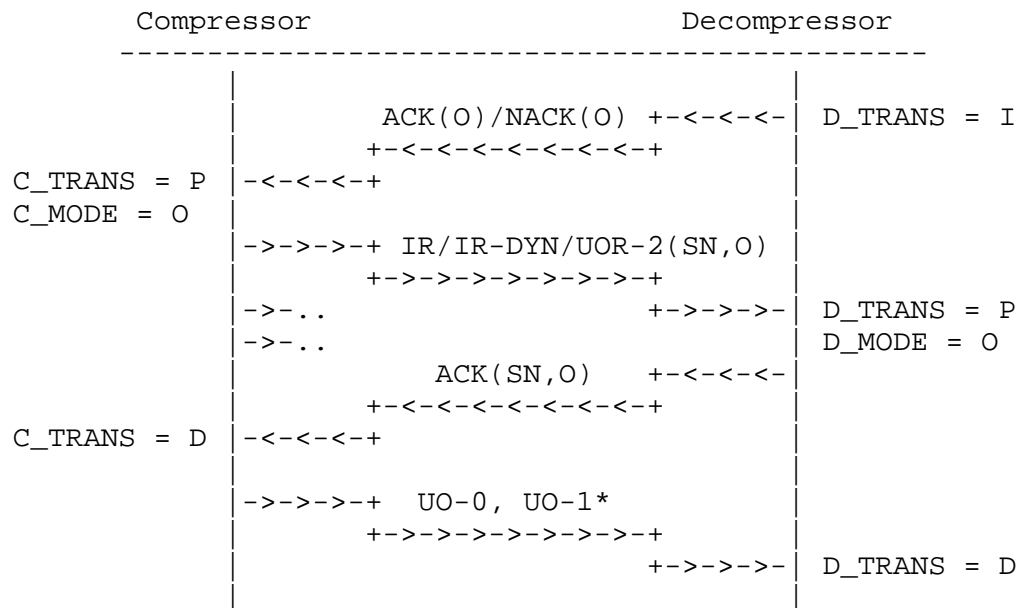 Compressor                     Decompressor
----------------------------------------------
|                                |
|        ACK(O)/NACK(O) +-<-<-<-|  D_TRANS = I
|       +-<-<-<-<-<-<-<-+       |
C_TRANS = P |-<-<-<-+                       |
C_MODE = O  |                               |
|->->->-+ IR/IR-DYN/UOR-2(SN,O) |
|       +->->->->->->->-+       |
|->-..                  +->->->-|  D_TRANS = P
|->-..                          |  D_MODE = O
|           ACK(SN,O)   +-<-<-<-|
|       +-<-<-<-<-<-<-<-+       |
C_TRANS = D |-<-<-<-+                       |
|                               |
|->->->-+  UO-0, UO-1*          |
|       +->->->->->->->-+       |
|                       +->->->-|  D_TRANS = D
|                               |